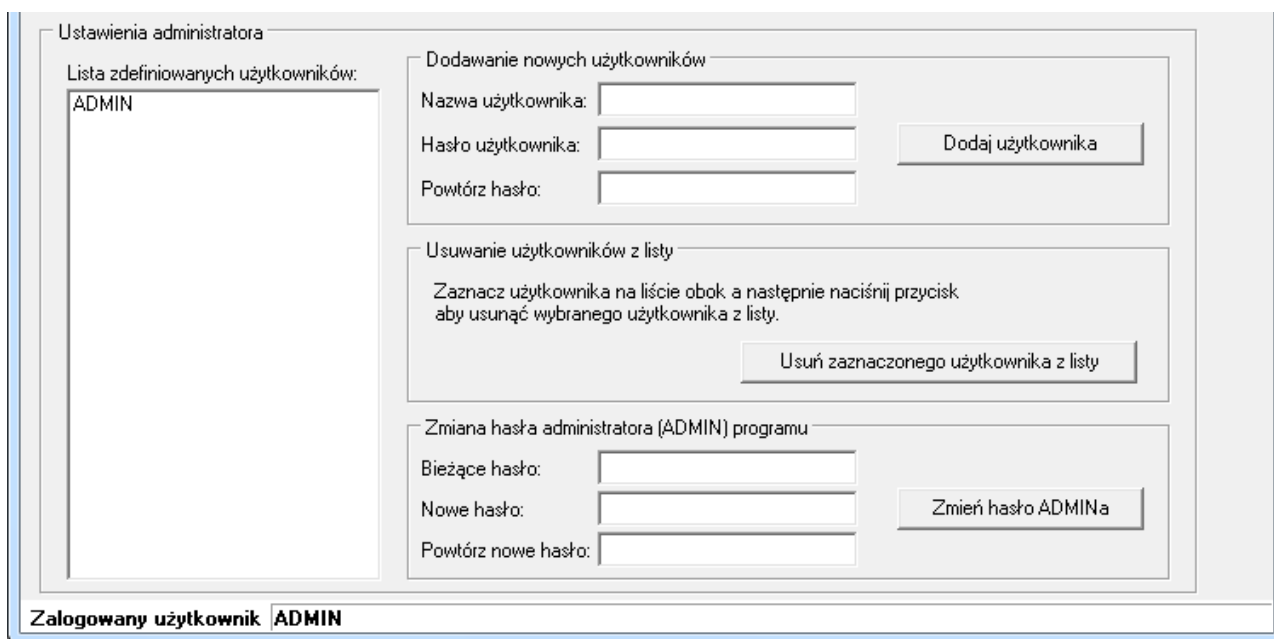 Ustawienia administratora
Lista zdefiniowanych użytkowników:
ADMIN
Dodawanie nowych użytkowników
Nazwa użytkownika:
Hasło użytkownika:
Dodaj użytkownika
Powtórz hasło:
Usuwanie użytkowników z listy
Zaznacz użytkownika na liście obok a następnie naciśnij przycisk
aby usunąć wybranego użytkownika z listy.
Usuń zaznaczonego użytkownika z listy
Zmiana hasła administratora (ADMIN) programu
Bieżące hasło:
Nowe hasło:
Zmień hasło ADMINa
Powtórz nowe hasło:
Zalogowany użytkownik ADMIN